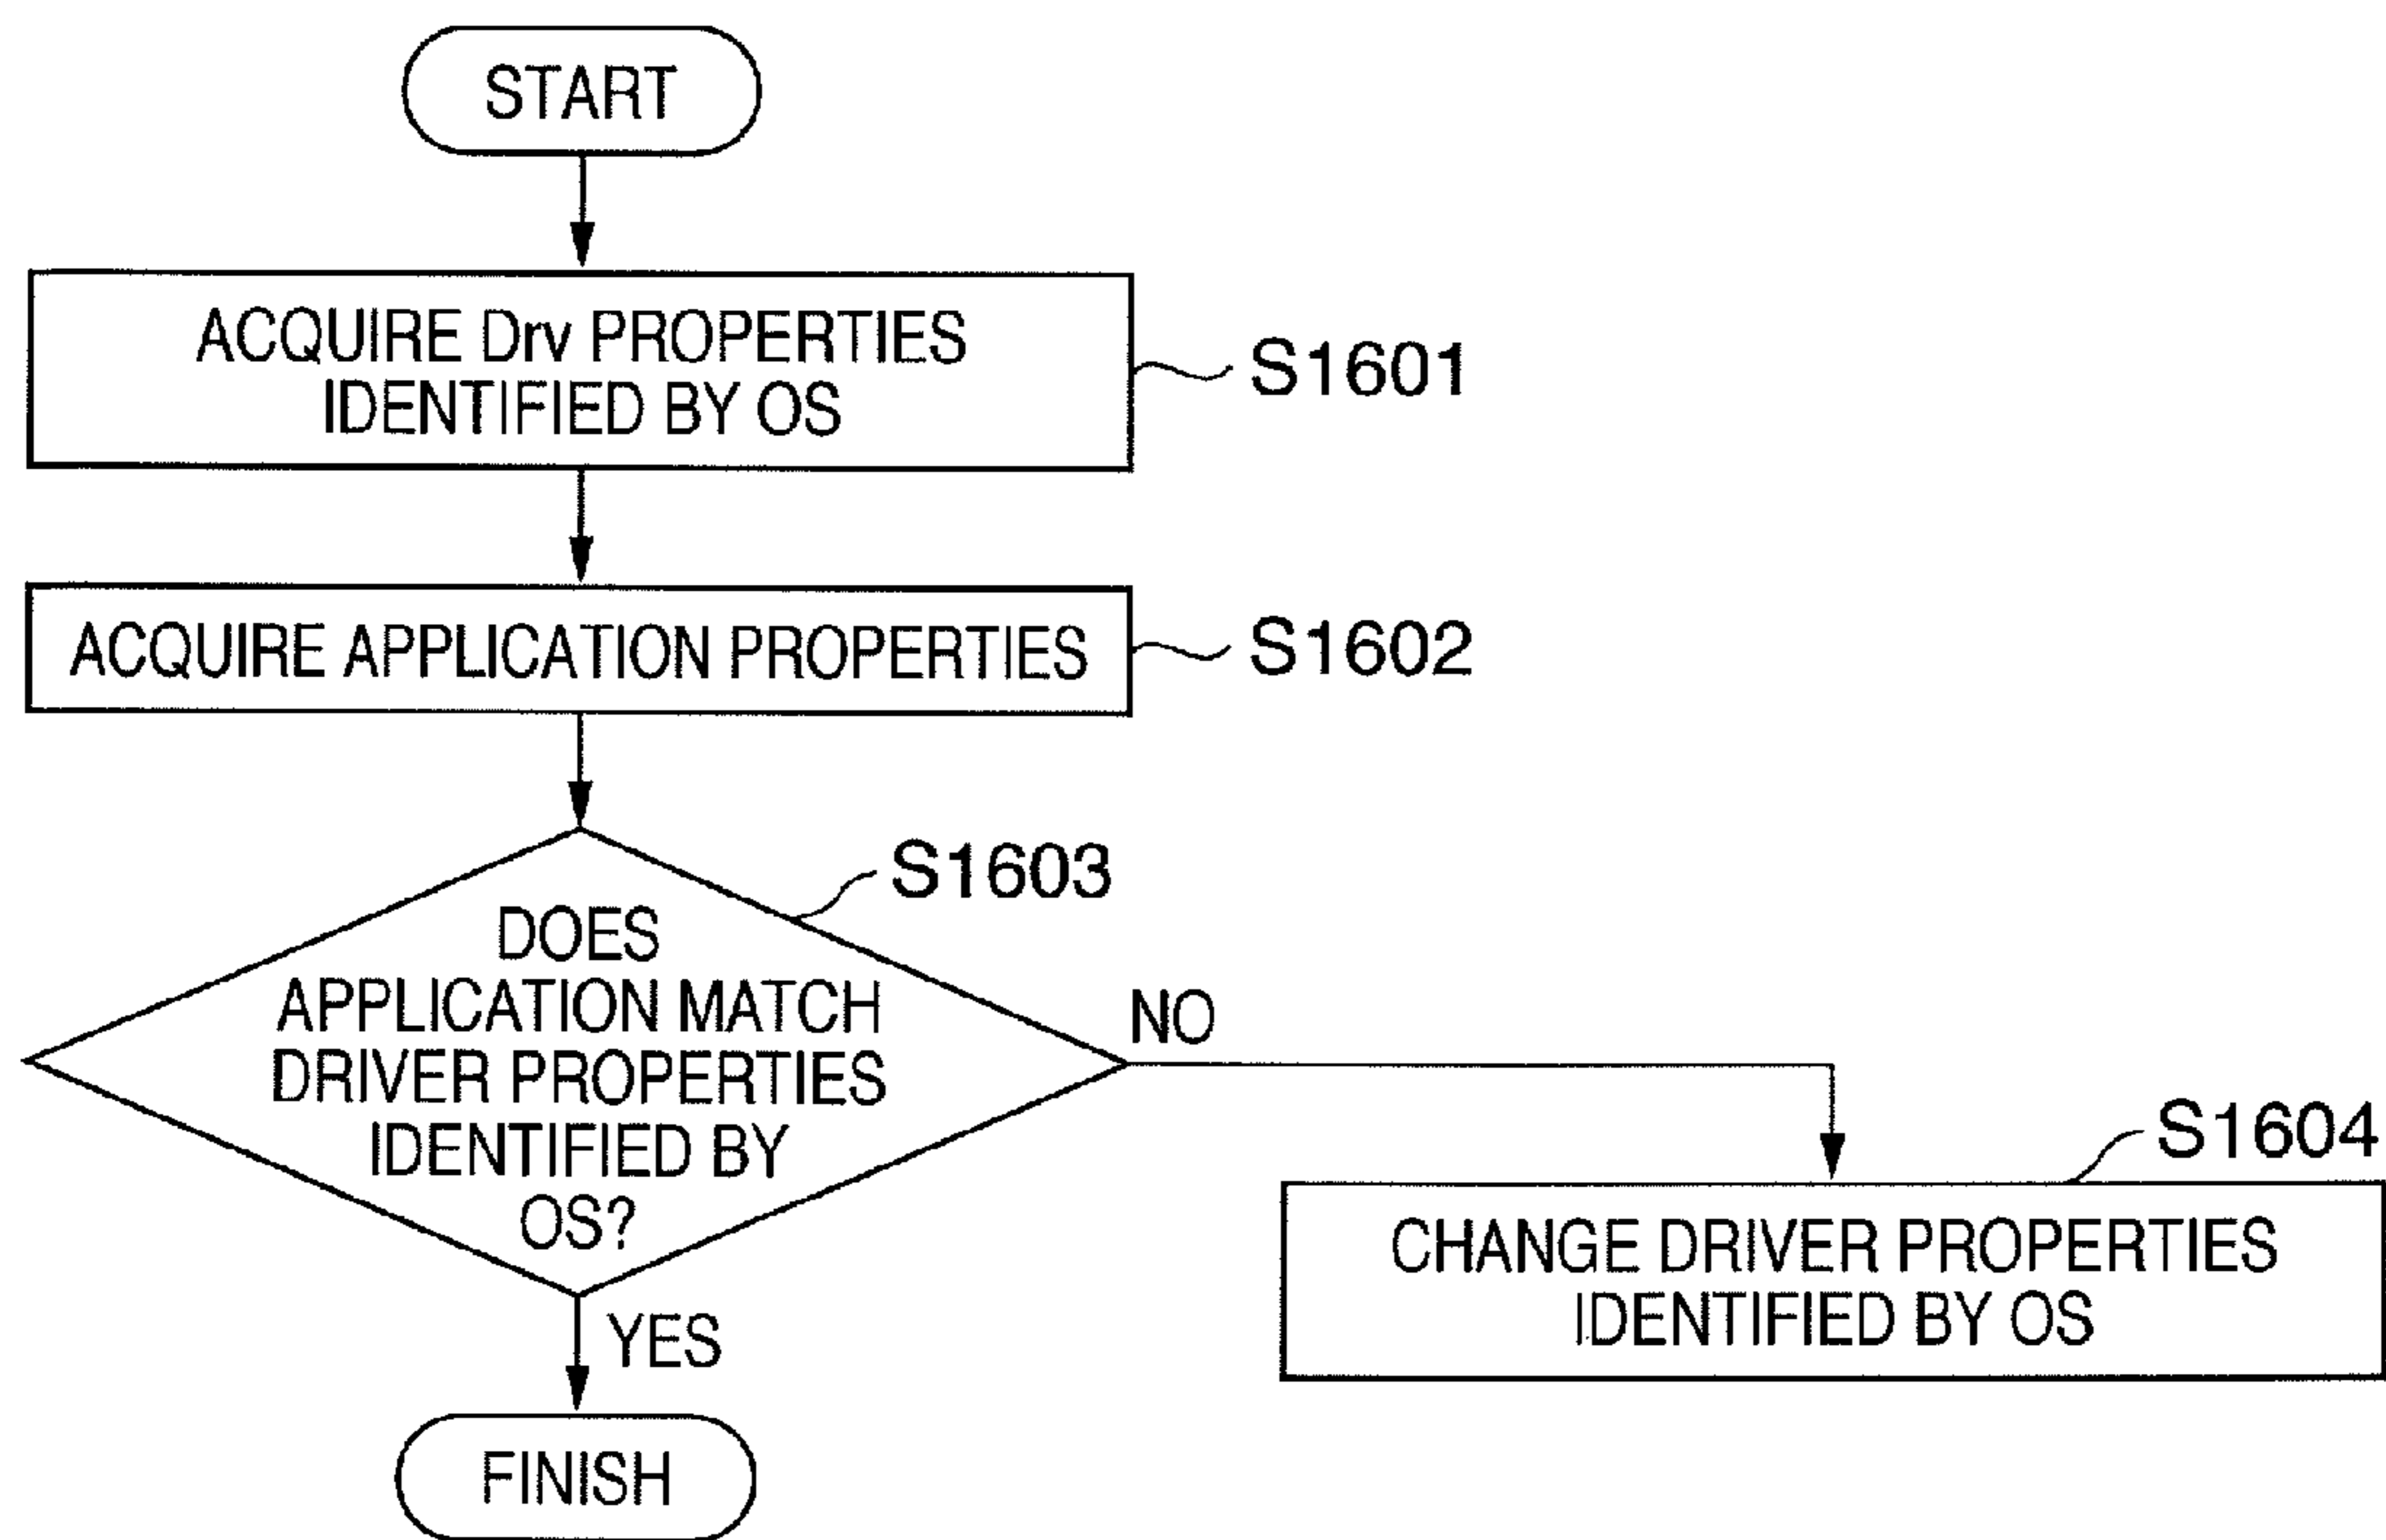 START
ACQUIRE Drv PROPERTIES
IDENTIFIED BY OS
S1601
ACQUIRE APPLICATION PROPERTIES
S1602
S1603
DOES
APPLICATION MATCH
DRIVER PROPERTIES
IDENTIFIED BY
OS?
NO
S1604
CHANGE DRIVER PROPERTIES
IDENTIFIED BY OS
YES
FINISH